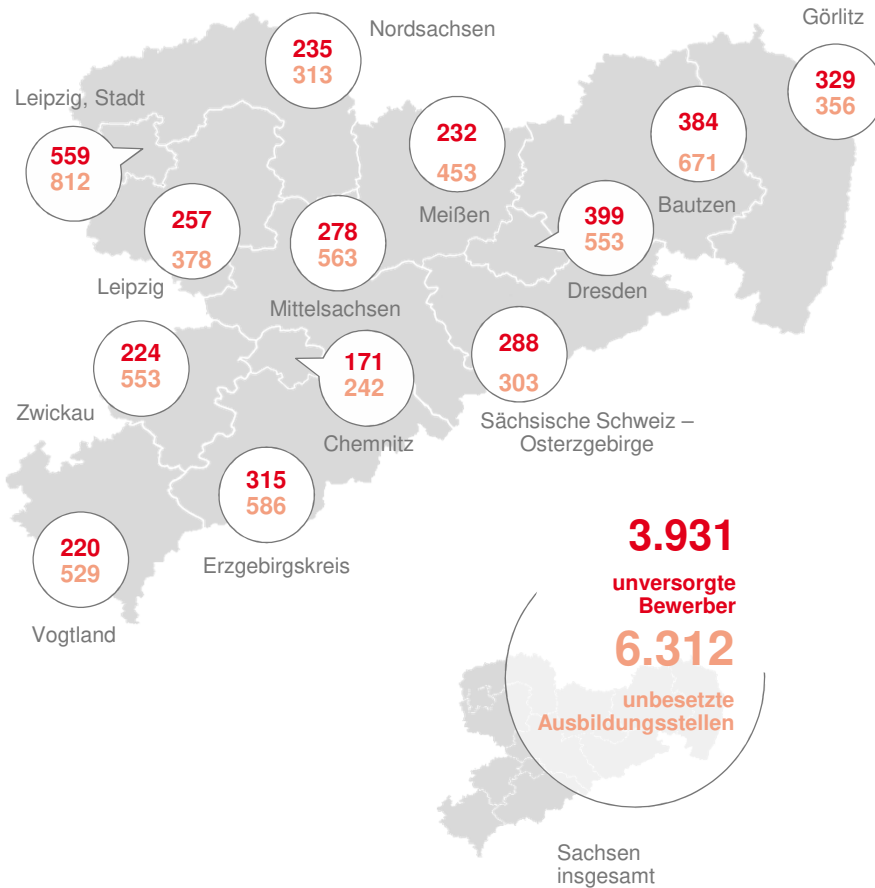 Görlitz
Nordsachsen
235
313
329
356
Leipzig, Stadt
559
812
232
453
Meißen
384
671
Bautzen
257
378
Leipzig
278
563
Mittelsachsen
399
553
Dresden
224
553
Zwickau
171
242
Chemnitz
288
303
Sächsische Schweiz –
Osterzgebirge
315
586
Erzgebirgskreis
220
529
Vogtland
3.931
unversorgte
Bewerber
6.312
unbesetzte
Ausbildungsstellen
Sachsen
insgesamt